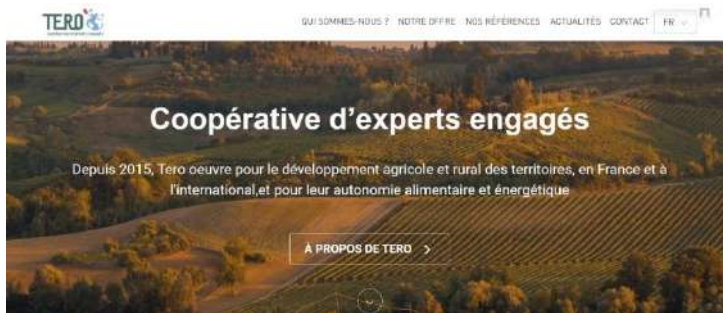 TERO
QUI SOMMES-NOUS ? NOTRE OFFRE NOS RÉFÉRENCES ACTUALITÉS CONTACT FR
Coopérative d'experts engagés
Depuis 2015, Tero oeuvre pour le développement agricole et rural des territoires, en France et à
l'international,et pour leur autonomie alimentaire et énergétique
À PROPOS DE TERO